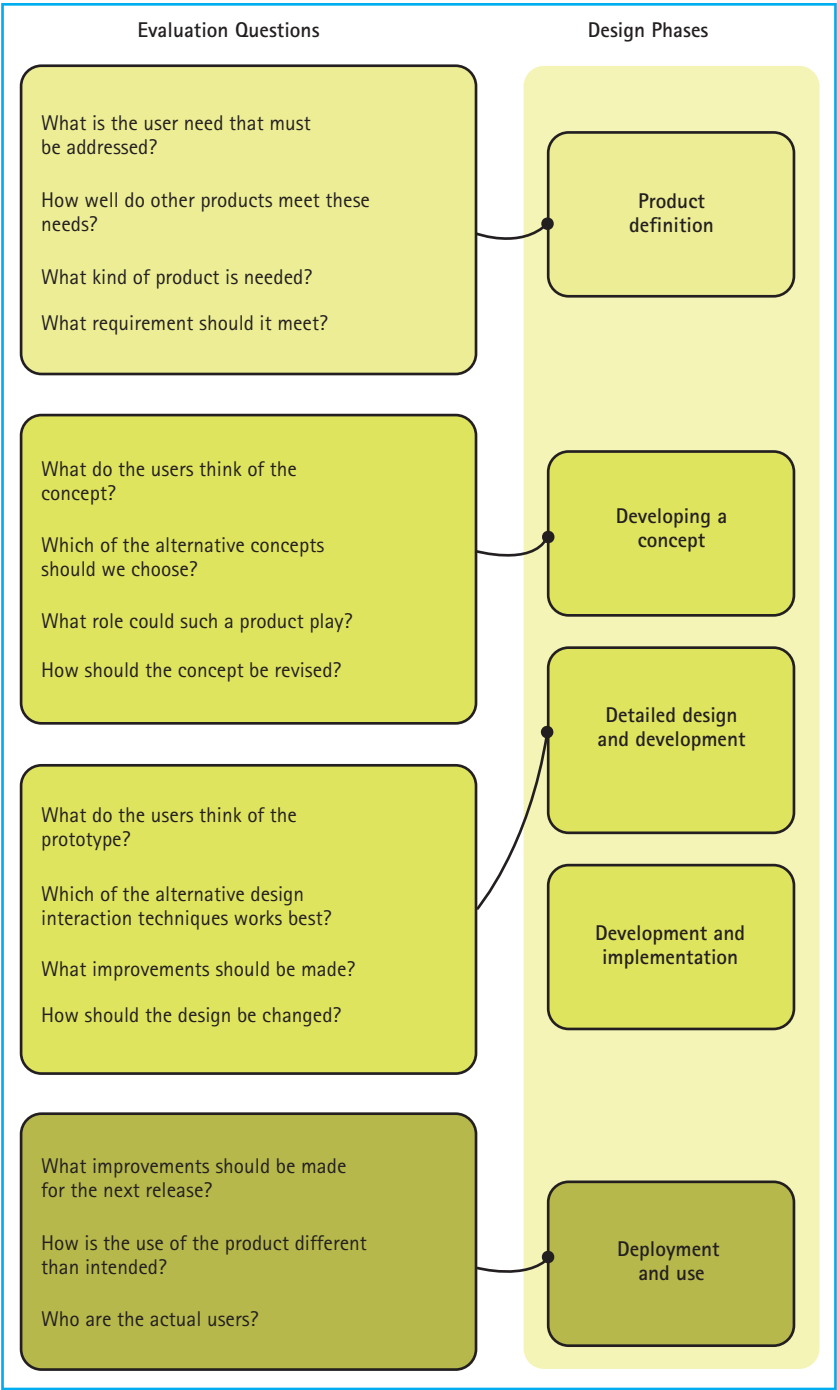 Evaluation Questions
Design Phases
What is the user need that must
be addressed?
How well do other products meet these
needs?
What kind of product is needed?
What requirement should it meet?
Product
definition
What do the users think of the
concept?
Which of the alternative concepts
should we choose?
What role could such a product play?
How should the concept be revised?
Developing a
concept
What do the users think of the
prototype?
Which of the alternative design
interaction techniques works best?
What improvements should be made?
How should the design be changed?
Detailed design
and development
Development and
implementation
What improvements should be made
for the next release?
How is the use of the product different
than intended?
Who are the actual users?
Deployment
and use